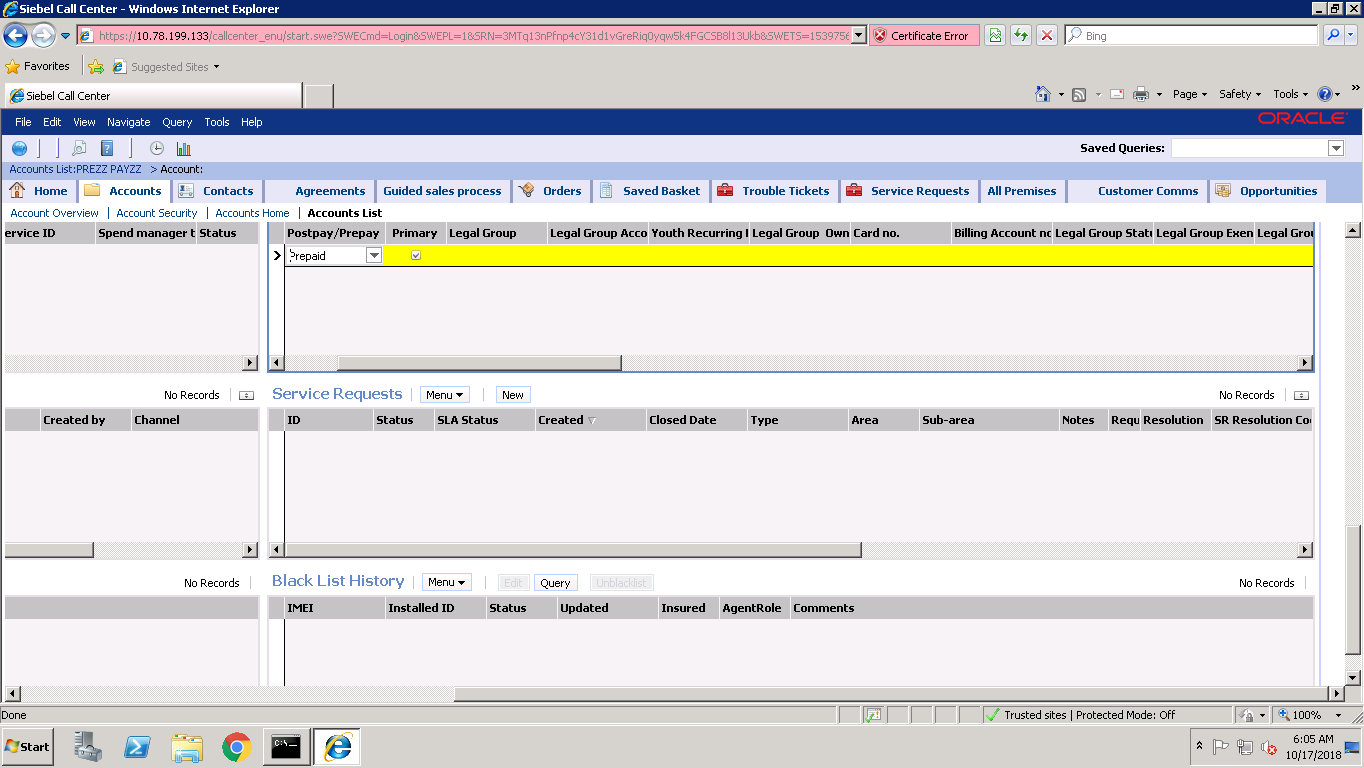 Siebel Call Center - Windows Internet Explorer
https://10.78.199.133/callcenter_enu/start.swe?SWECmd=Login&SWEPL=1&SRN=3MTq13nPfnp4cY31d1vGreRiq0yqw5k4FGCSB8l13Ukb&SWETS=153975 Certificate Error Bing
Favorites Suggested Sites
Siebel Call Center Page Safety Tools
File Edit View Navigate Query Tools Help ORACLE
Saved Queries:
Accounts List:PREZZ PAYZZ > Account:
Home Accounts Contacts Agreements Guided sales process Orders Saved Basket Trouble Tickets Service Requests All Premises Customer Comms Opportunities
Account Overview | Account Security | Accounts Home | Accounts List
ervice ID Spend manager t Status Postpay/Prepay Primary Legal Group Legal Group Acco Youth Recurring Legal Group Own Card no. Billing Account no Legal Group Statu Legal Group Exen Legal Grou
Prepaid
No Records Service Requests Menu New No Records
Created by Channel ID Status SLA Status Created Closed Date Type Area Sub-area Notes Requ Resolution SR Resolution Co
No Records Black List History Menu Edit Query Unblacklist No Records
IMEI Installed ID Status Updated Insured AgentRole Comments
Done Trusted sites | Protected Mode: Off 100%
Start C:\ 6:05 AM
10/17/2018